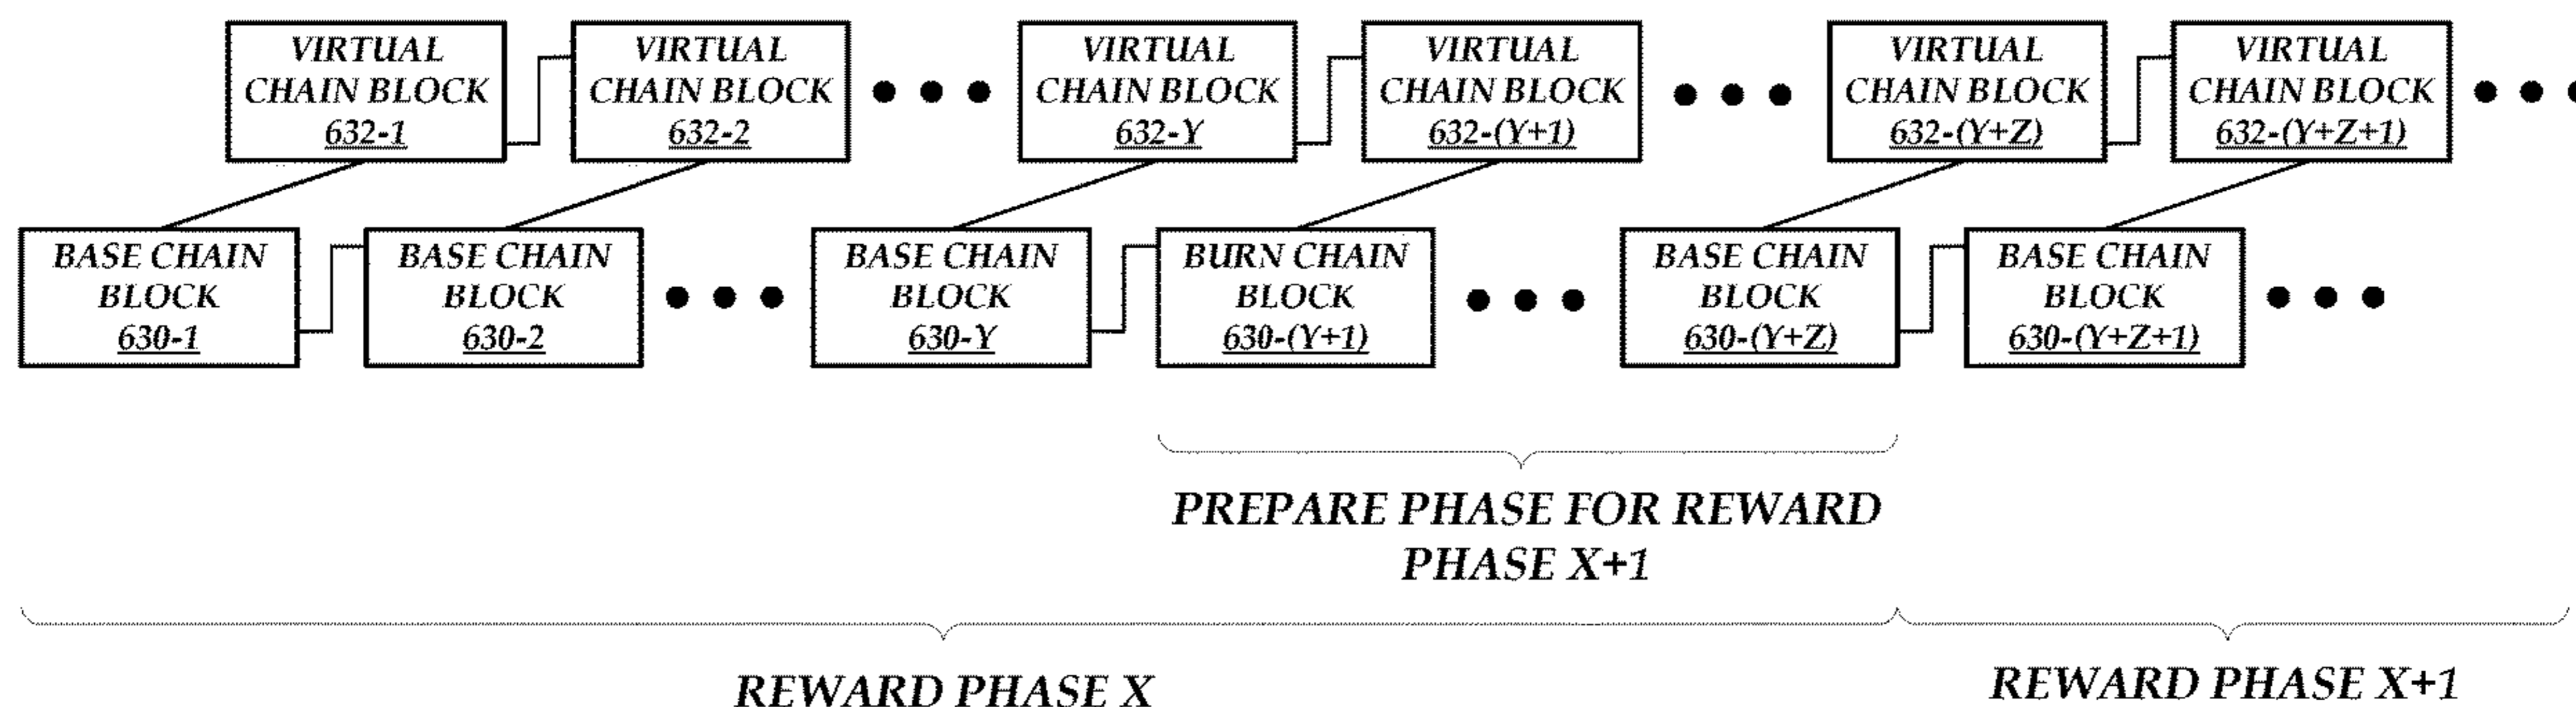 VIRTUAL
CHAIN BLOCK
632-1
VIRTUAL
CHAIN BLOCK
632-2
VIRTUAL
CHAIN BLOCK
632-Y
VIRTUAL
CHAIN BLOCK
632-(Y+1)
VIRTUAL
CHAIN BLOCK
632-(Y+Z)
VIRTUAL
CHAIN BLOCK
632-(Y+Z+1)
BASE CHAIN
BLOCK
630-1
BASE CHAIN
BLOCK
630-2
BASE CHAIN
BLOCK
630-Y
BURN CHAIN
BLOCK
630-(Y+1)
BASE CHAIN
BLOCK
630-(Y+Z)
BASE CHAIN
BLOCK
630-(Y+Z+1)
PREPARE PHASE FOR REWARD
PHASE X+1
REWARD PHASE X
REWARD PHASE X+1